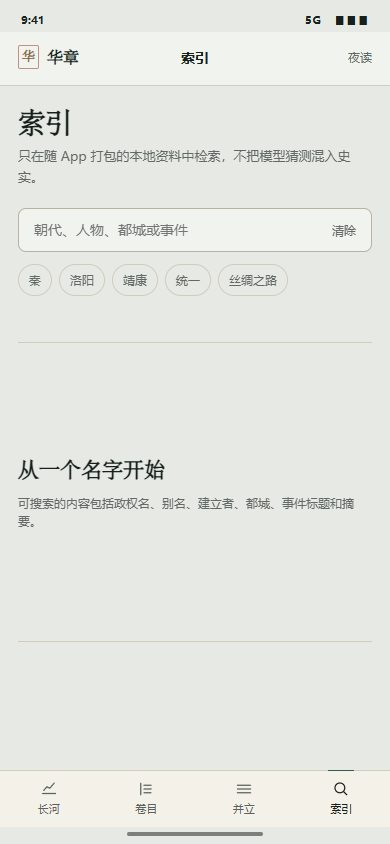 9:41
5G
华 华章 索引 夜读
索引
只在随 App 打包的本地资料中检索，不把模型猜测混入史
实。
朝代、人物、都城或事件 清除
秦 洛阳 靖康 统一 丝绸之路
从一个名字开始
可搜索的内容包括政权名、别名、建立者、都城、事件标题和摘
要。
长河 卷目 并立 索引